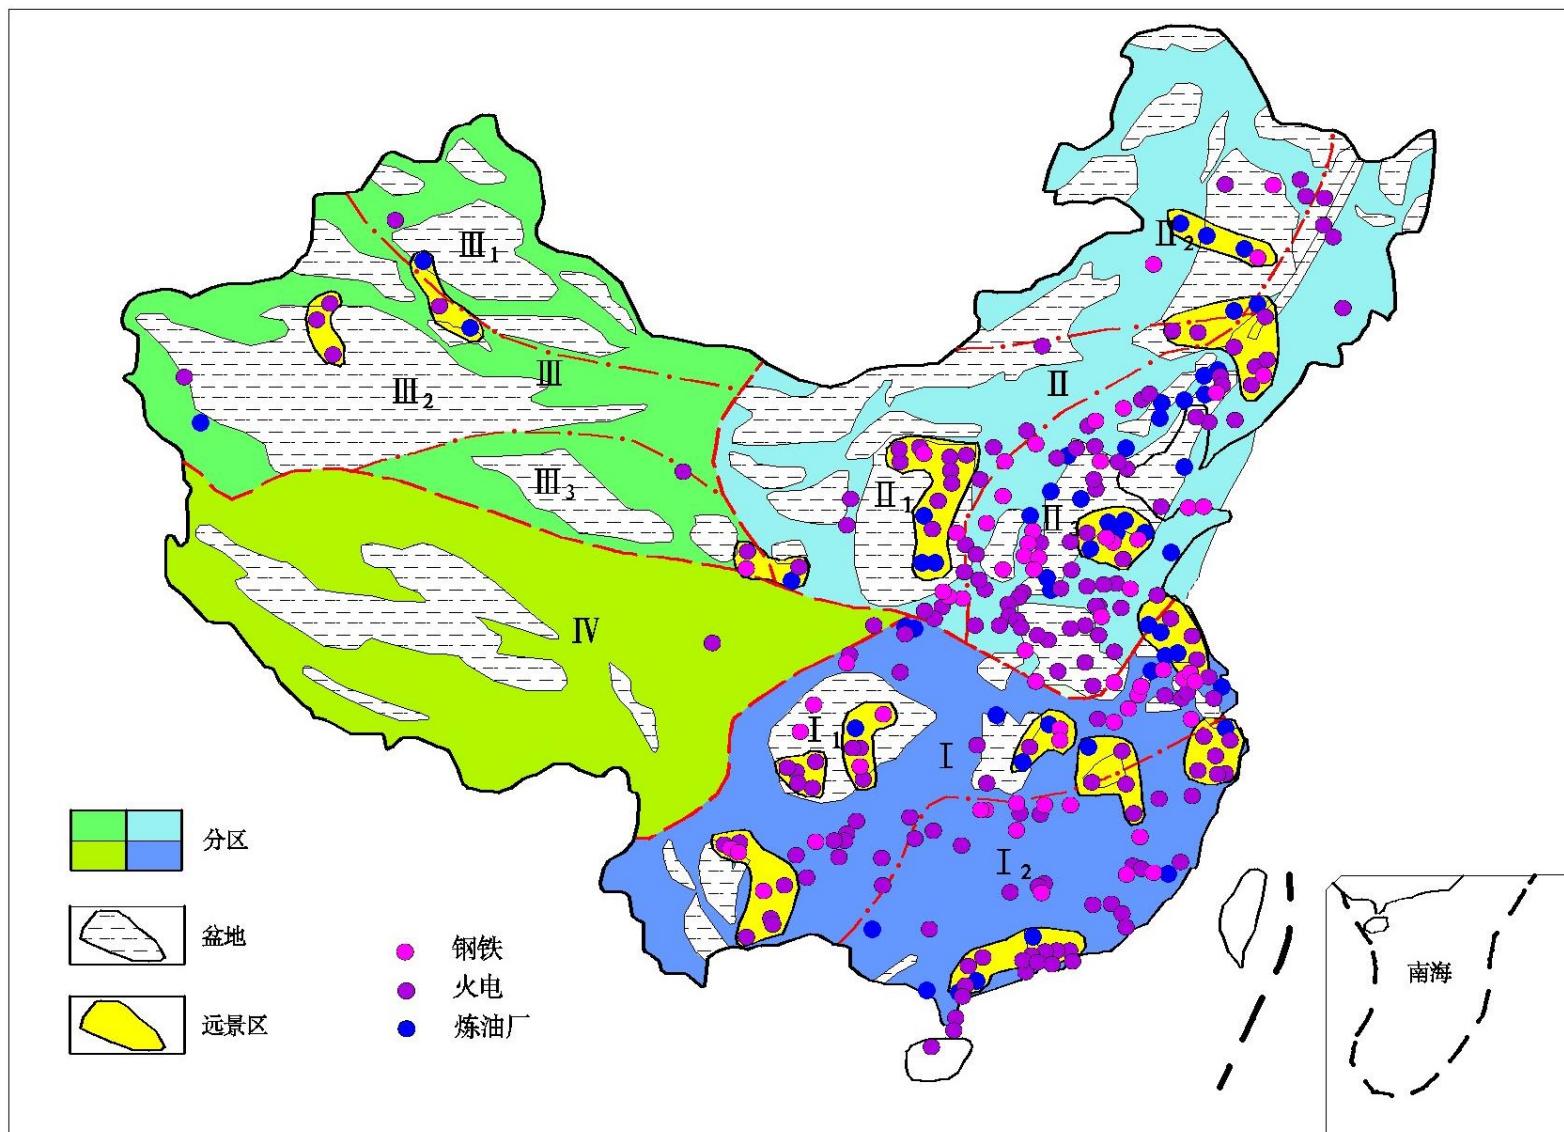 Ⅲ₁
Ⅱ₂
Ⅲ
Ⅲ₂
Ⅱ
Ⅲ₃
Ⅱ₁
Ⅱ₃
Ⅳ
Ⅰ₁
Ⅰ
Ⅰ₂
分区
盆地
远景区
钢铁
火电
炼油厂
南海